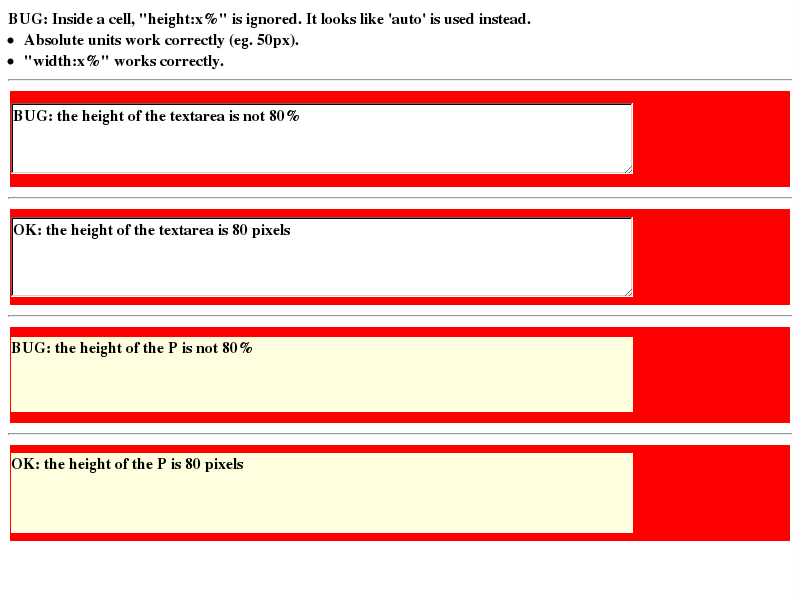 BUG: Inside a cell, "height:x%" is ignored. It looks like 'auto' is used instead.
Absolute units work correctly (eg. 50px).
"width:x%" works correctly.
BUG: the height of the textarea is not 80%
OK: the height of the textarea is 80 pixels
BUG: the height of the P is not 80%
OK: the height of the P is 80 pixels